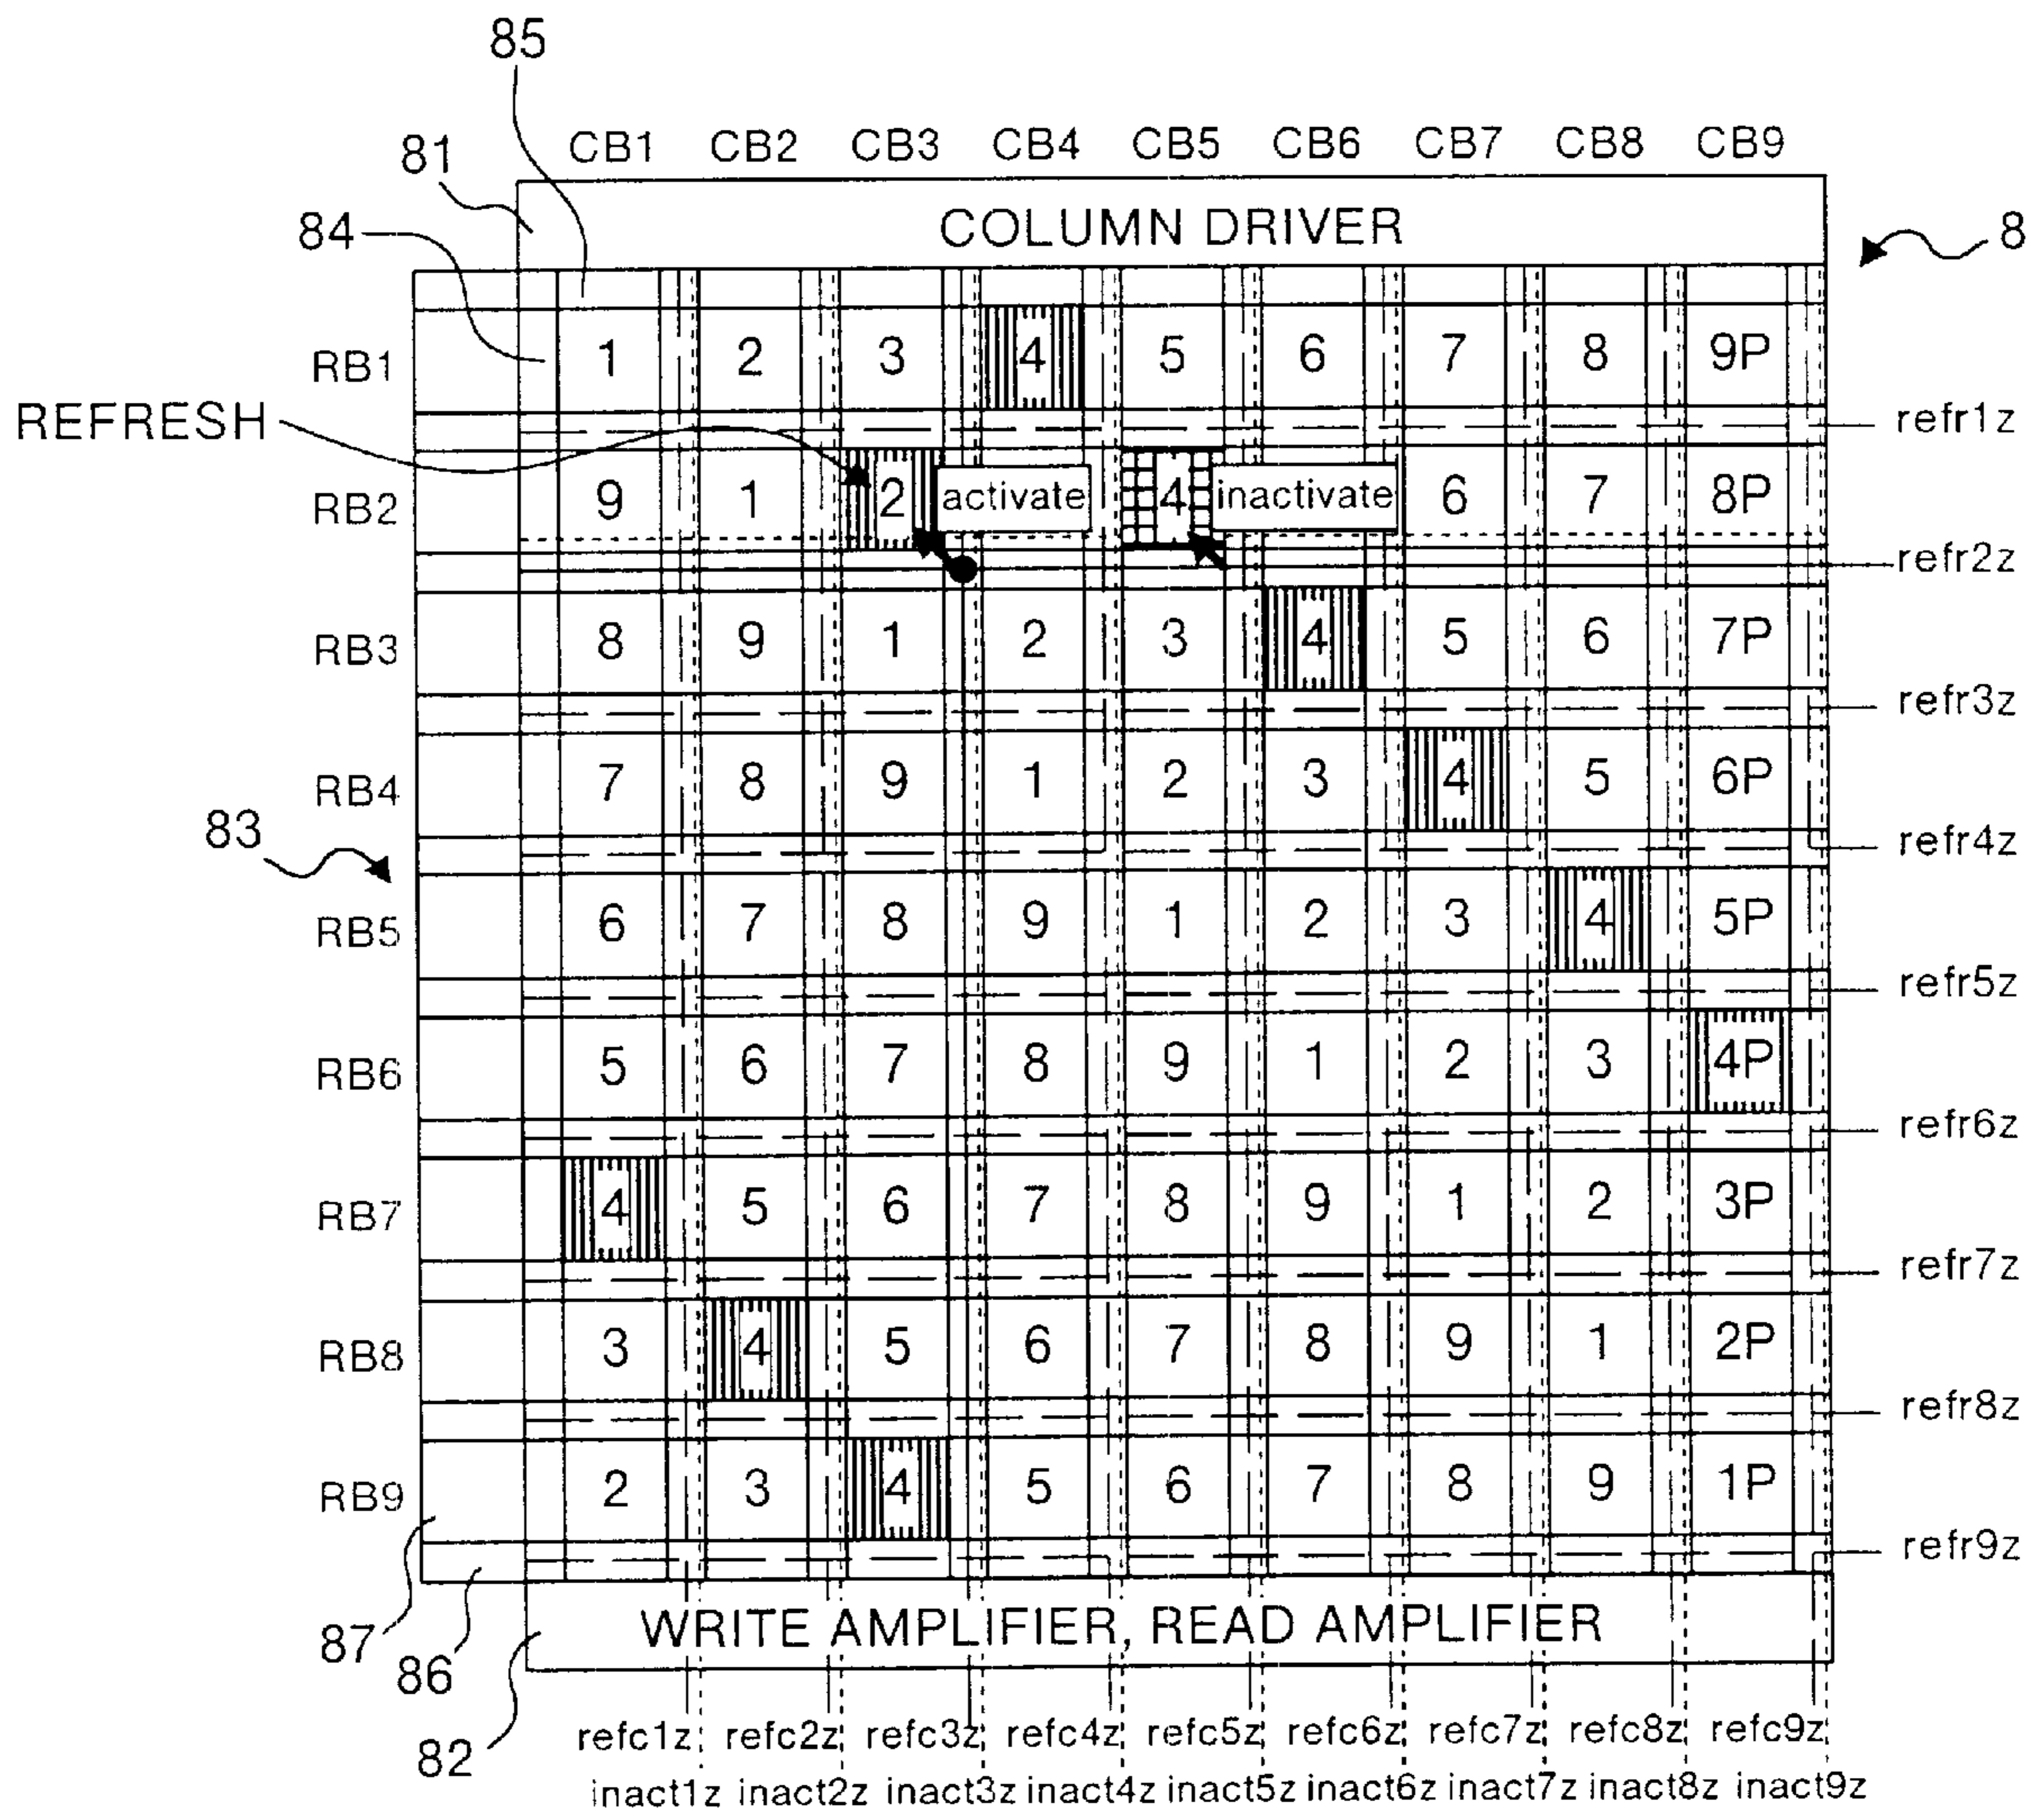 85
81 CB1 CB2 CB3 CB4 CB5 CB6 CB7 CB8 CB9
84 COLUMN DRIVER 8
RB1 1 2 3 4 5 6 7 8 9P
REFRESH refr1z
RB2 9 1 2 activate 4 inactivate 6 7 8P
refr2z
RB3 8 9 1 2 3 4 5 6 7P
refr3z
RB4 7 8 9 1 2 3 4 5 6P
83 refr4z
RB5 6 7 8 9 1 2 3 4 5P
refr5z
RB6 5 6 7 8 9 1 2 3 4P
refr6z
RB7 4 5 6 7 8 9 1 2 3P
refr7z
RB8 3 4 5 6 7 8 9 1 2P
refr8z
RB9 2 3 4 5 6 7 8 9 1P
refr9z
87 WRITE AMPLIFIER, READ AMPLIFIER
86
82 refc1z refc2z refc3z refc4z refc5z refc6z refc7z refc8z refc9z
inact1z inact2z inact3z inact4z inact5z inact6z inact7z inact8z inact9z